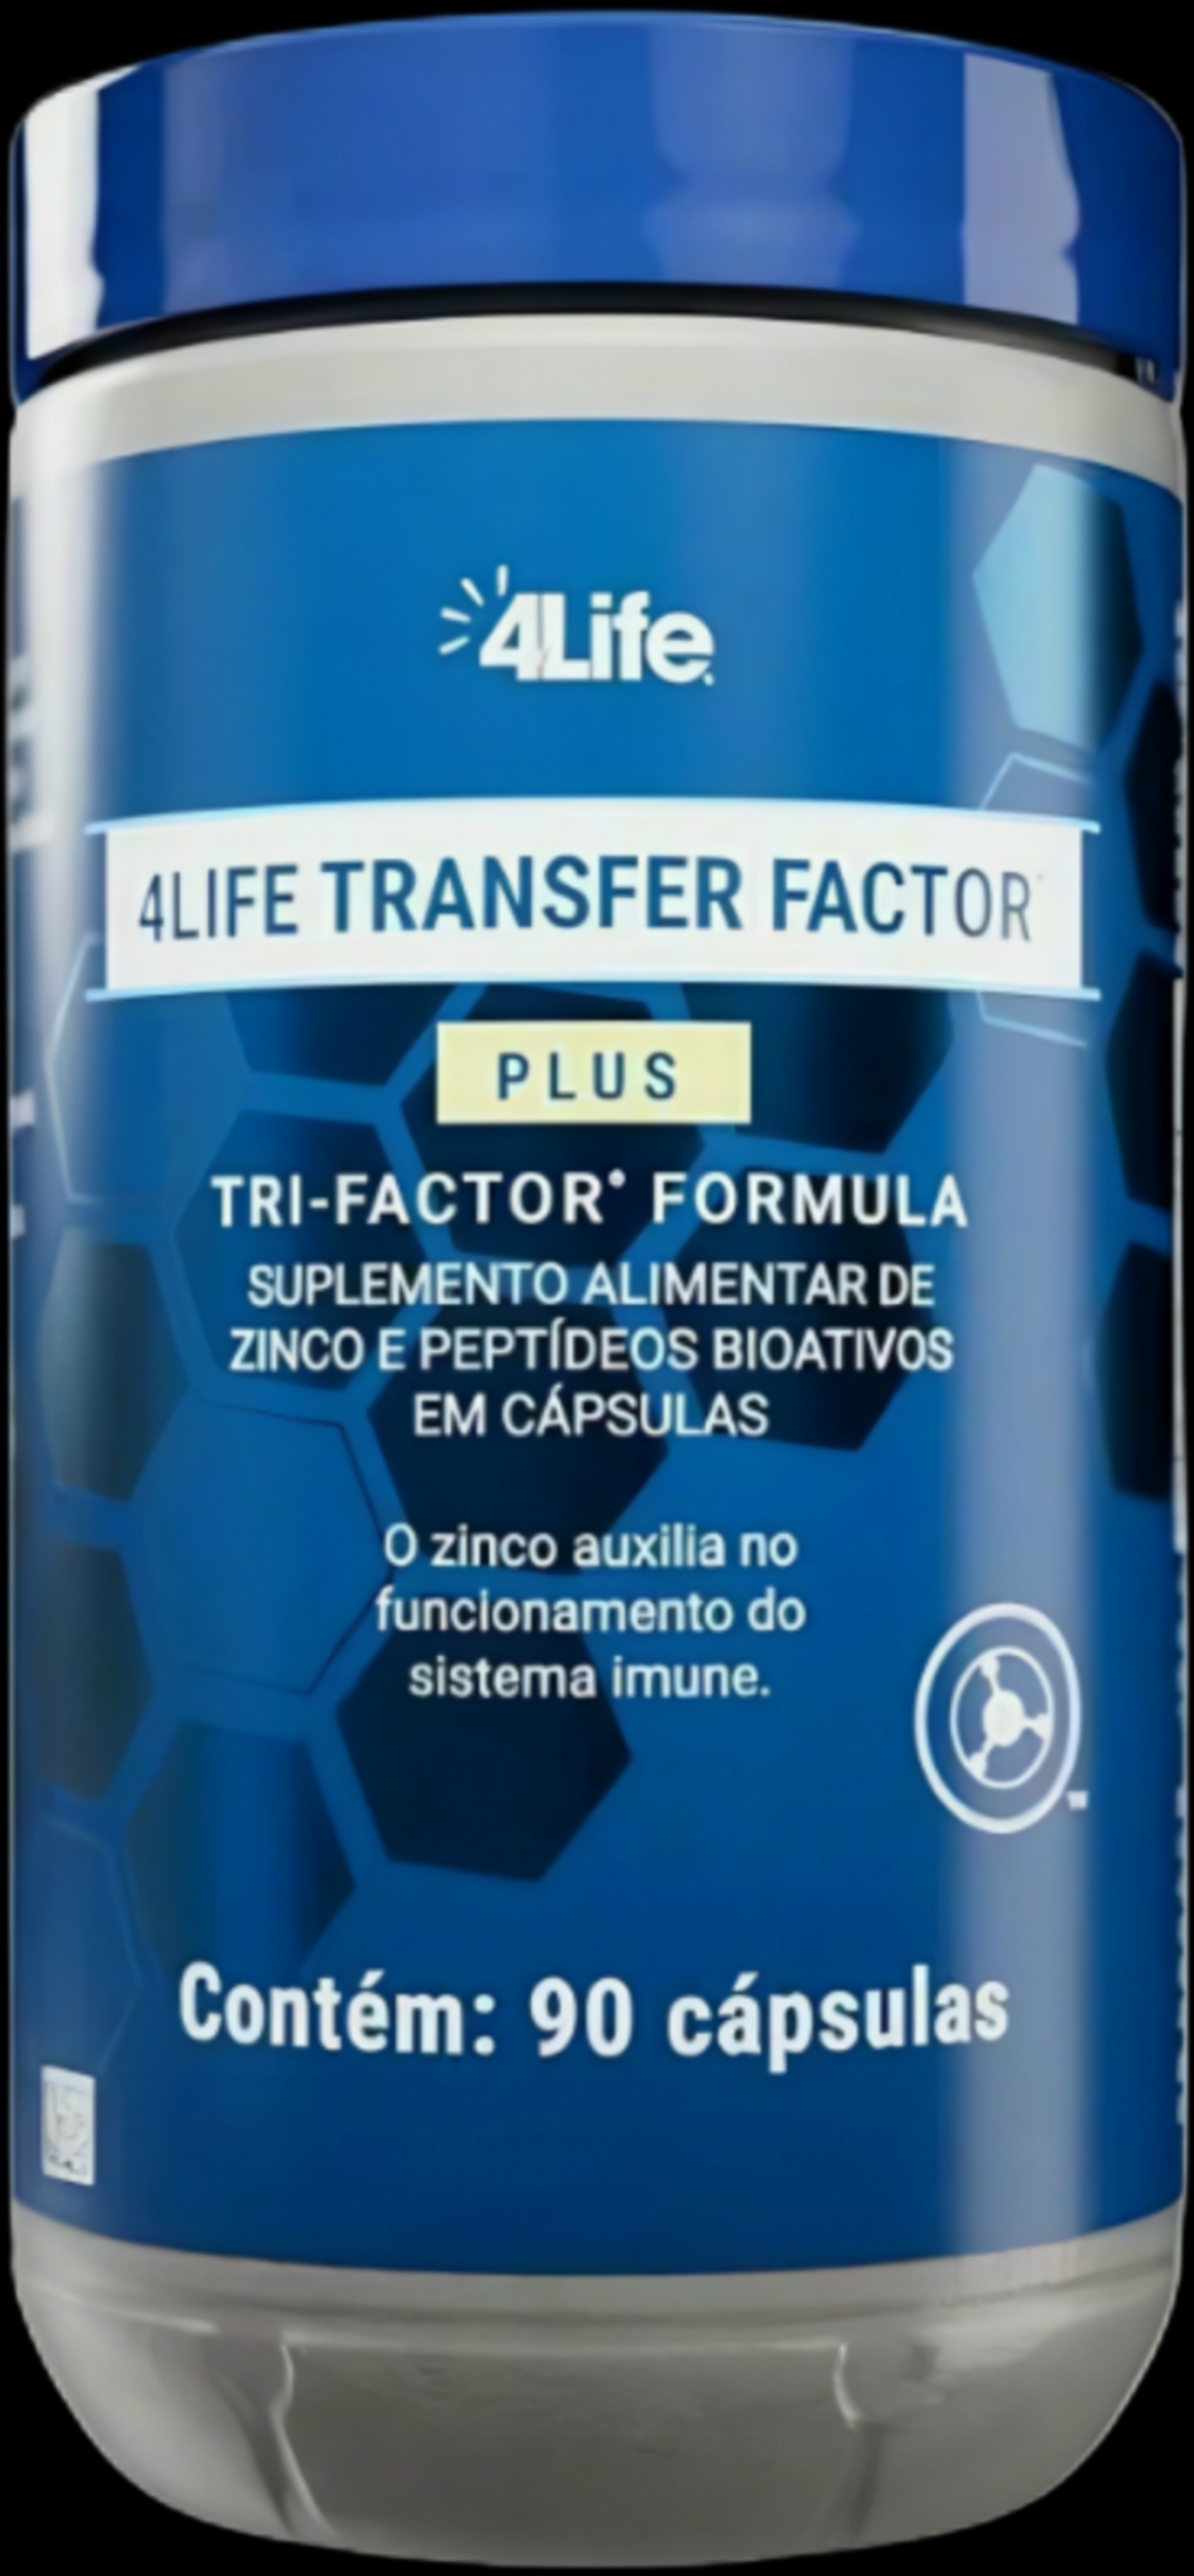 4Life
4LIFE TRANSFER FACTOR
PLUS
TRI-FACTOR® FORMULA
SUPLEMENTO ALIMENTAR DE
ZINCO E PEPTÍDEOS BIOATIVOS
EM CÁPSULAS
O zinco auxilia no
funcionamento do
sistema imune.
Contém: 90 cápsulas